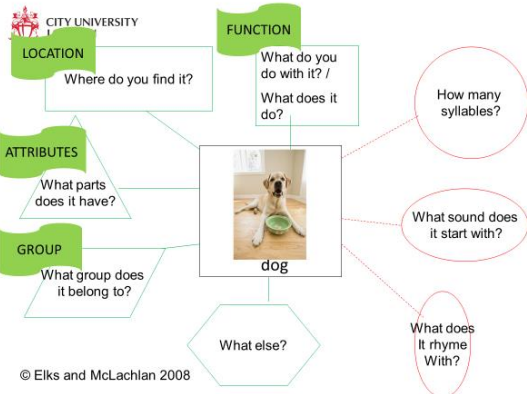 CITY UNIVERSITY
L
LOCATION
Where do you find it?
FUNCTION
What do you
do with it? /
What does it
do?
How many
syllables?
ATTRIBUTES
What parts
does it have?
dog
What sound does
it start with?
GROUP
What group does
it belong to?
What else?
What does
It rhyme
With?
© Elks and McLachlan 2008